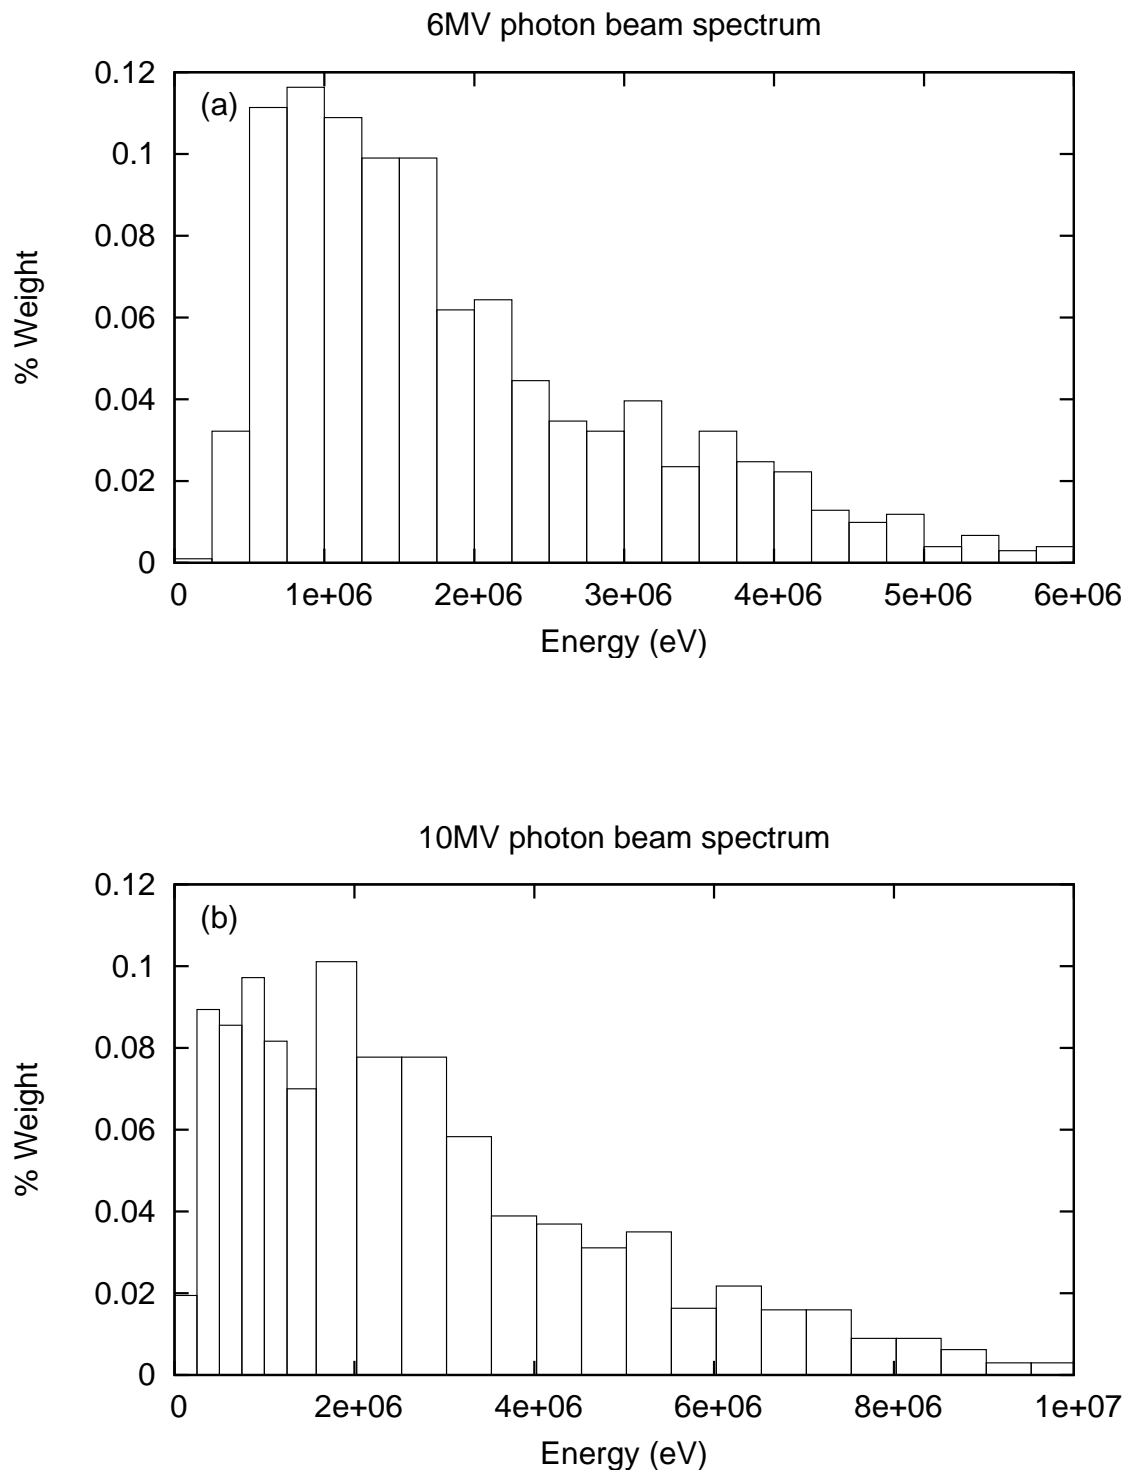 6MV photon beam spectrum
(a)
0.12
0.1
0.08
0.06
0.04
0.02
0
% Weight
0 1e+06 2e+06 3e+06 4e+06 5e+06 6e+06
Energy (eV)
10MV photon beam spectrum
(b)
0.12
0.1
0.08
0.06
0.04
0.02
0
% Weight
0 2e+06 4e+06 6e+06 8e+06 1e+07
Energy (eV)